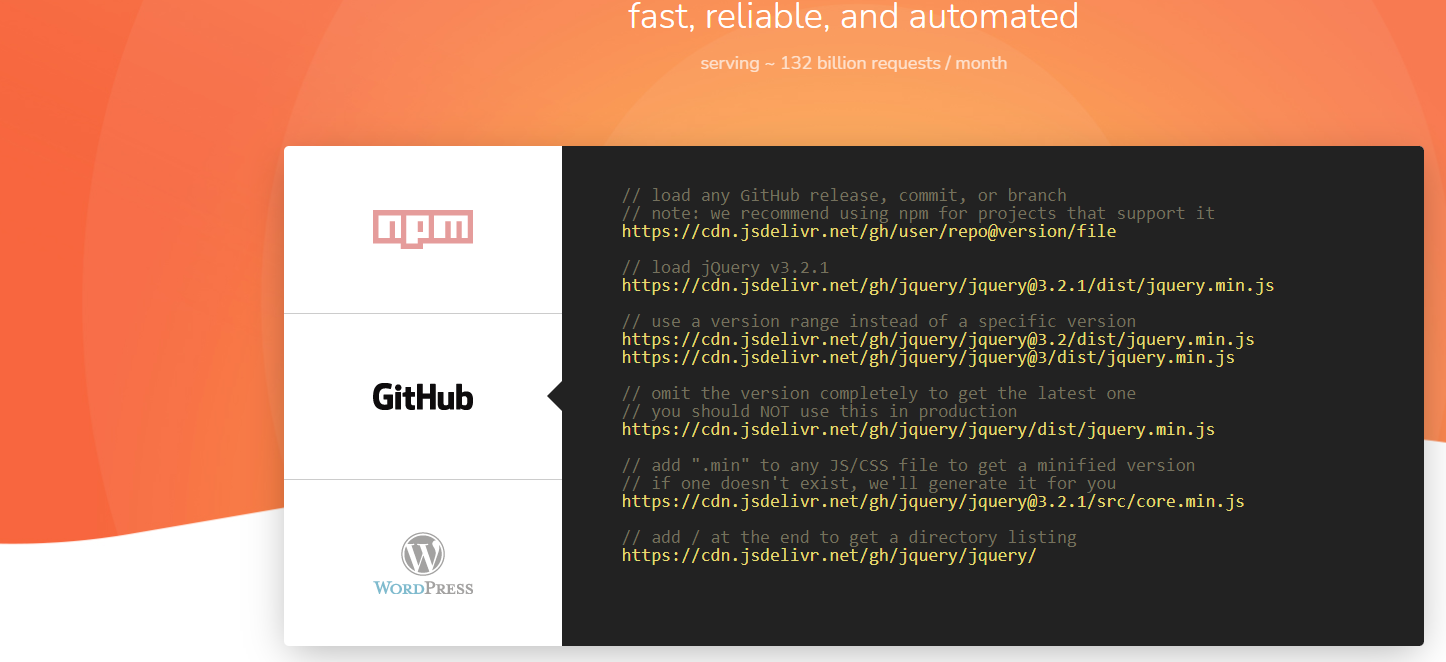 fast, reliable, and automated
serving ~ 132 billion requests / month
npm
GitHub
WORDPRESS
// load any GitHub release, commit, or branch
// note: we recommend using npm for projects that support it
https://cdn.jsdelivr.net/gh/user/repo@version/file
// load jQuery v3.2.1
https://cdn.jsdelivr.net/gh/jquery/jquery@3.2.1/dist/jquery.min.js
// use a version range instead of a specific version
https://cdn.jsdelivr.net/gh/jquery/jquery@3.2/dist/jquery.min.js
https://cdn.jsdelivr.net/gh/jquery/jquery@3/dist/jquery.min.js
// omit the version completely to get the latest one
// you should NOT use this in production
https://cdn.jsdelivr.net/gh/jquery/jquery/dist/jquery.min.js
// add ".min" to any JS/CSS file to get a minified version
// if one doesn't exist, we'll generate it for you
https://cdn.jsdelivr.net/gh/jquery/jquery@3.2.1/src/core.min.js
// add / at the end to get a directory listing
https://cdn.jsdelivr.net/gh/jquery/jquery/